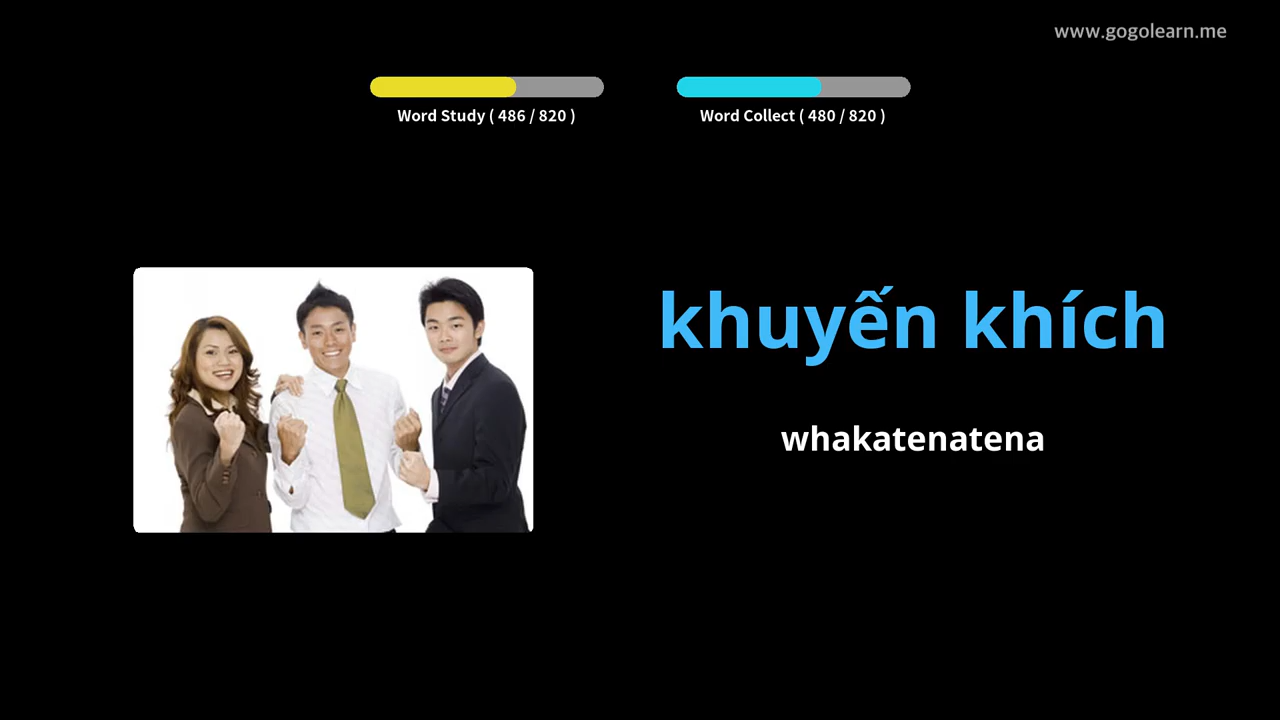 www.gogolearn.me
Word Study ( 486 / 820 )
Word Collect ( 480 / 820 )
khuyến khích
whakatenatena